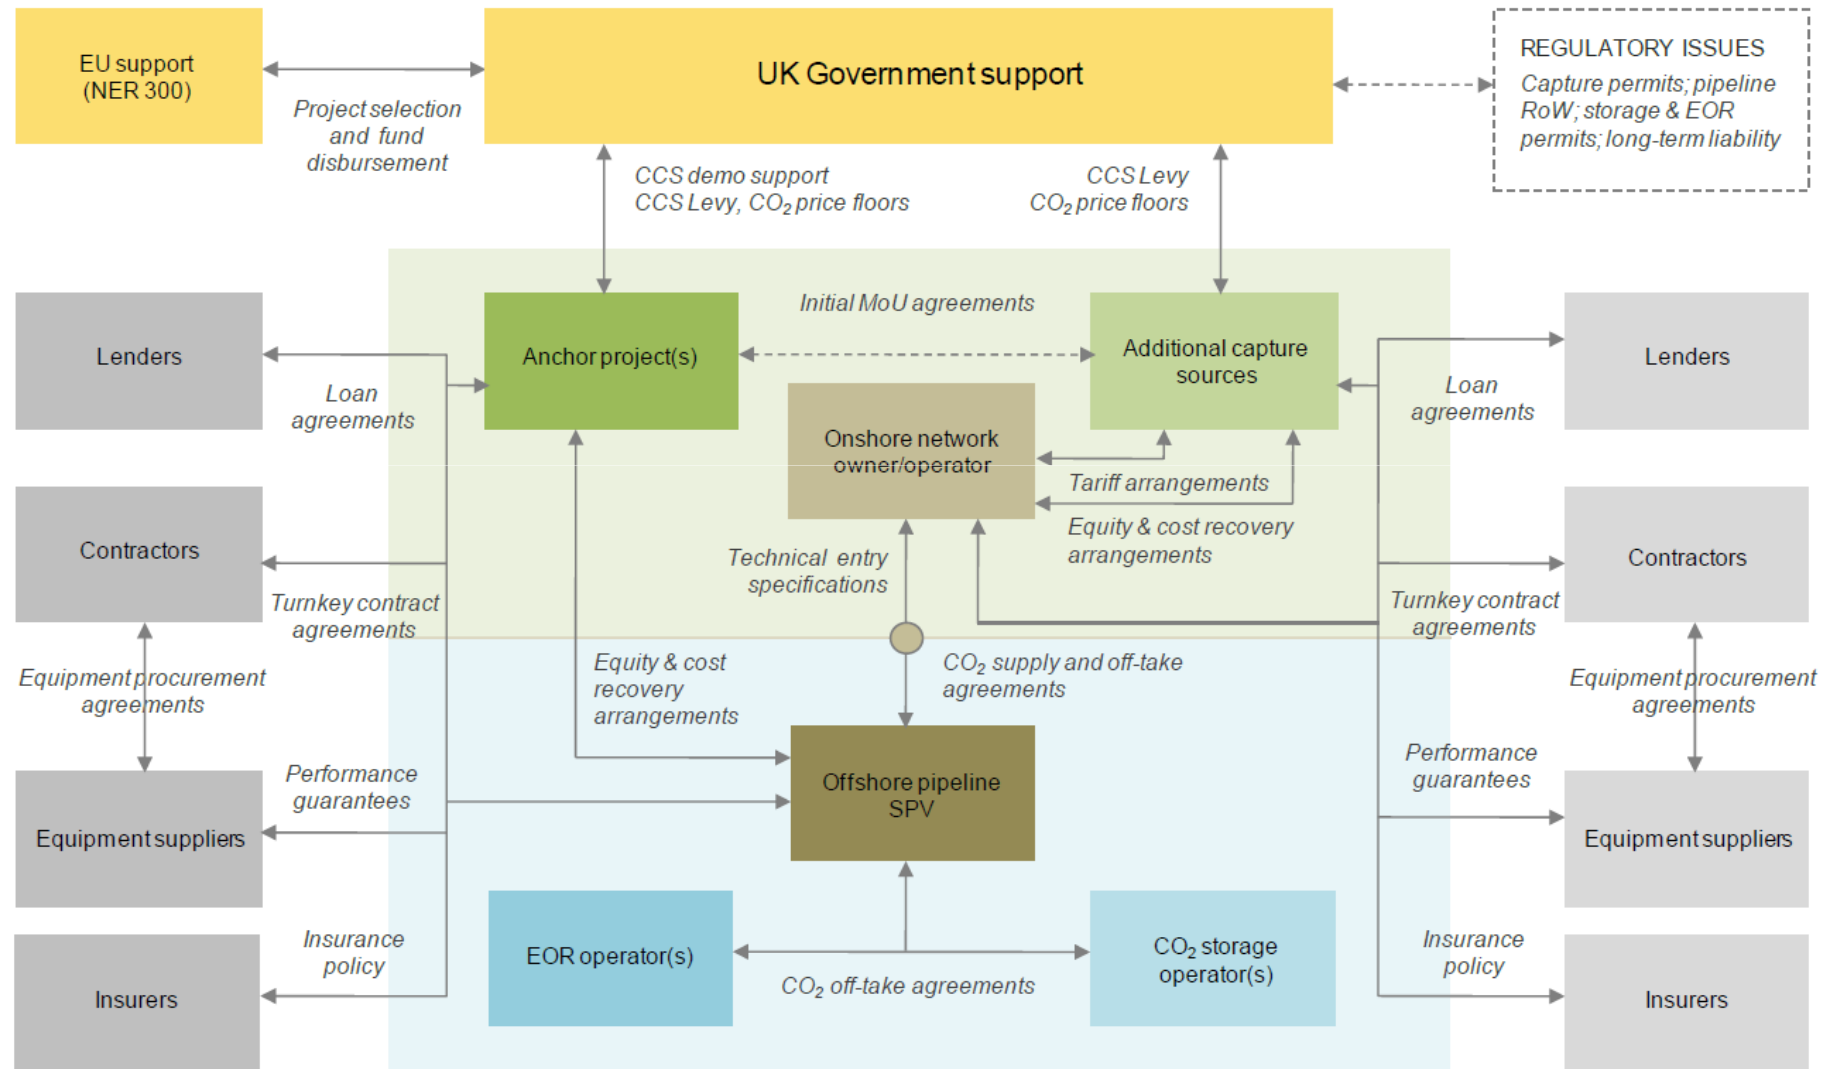 EU support
(NER 300)
UK Government support
REGULATORY ISSUES
Capture permits; pipeline
RoW; storage & EOR
permits; long-term liability
Project selection
and fund
disbursement
CCS demo support
CCS Levy, CO₂ price floors
CCS Levy
CO₂ price floors
Lenders
Loan
agreements
Anchor project(s)
Initial MoU agreements
Additional capture
sources
Lenders
Loan
agreements
Onshore network
owner/operator
Tariff arrangements
Equity & cost recovery
arrangements
Technical entry
specifications
Contractors
Turnkey contract
agreements
Contractors
Turnkey contract
agreements
Equipment procurement
agreements
Equity & cost
recovery
arrangements
CO₂ supply and off-take
agreements
Equipment procurement
agreements
Performance
guarantees
Offshore pipeline
SPV
Performance
guarantees
Equipment suppliers
Equipment suppliers
Insurance
policy
EOR operator(s)
CO₂ off-take agreements
CO₂ storage
operator(s)
Insurance
policy
Insurers
Insurers